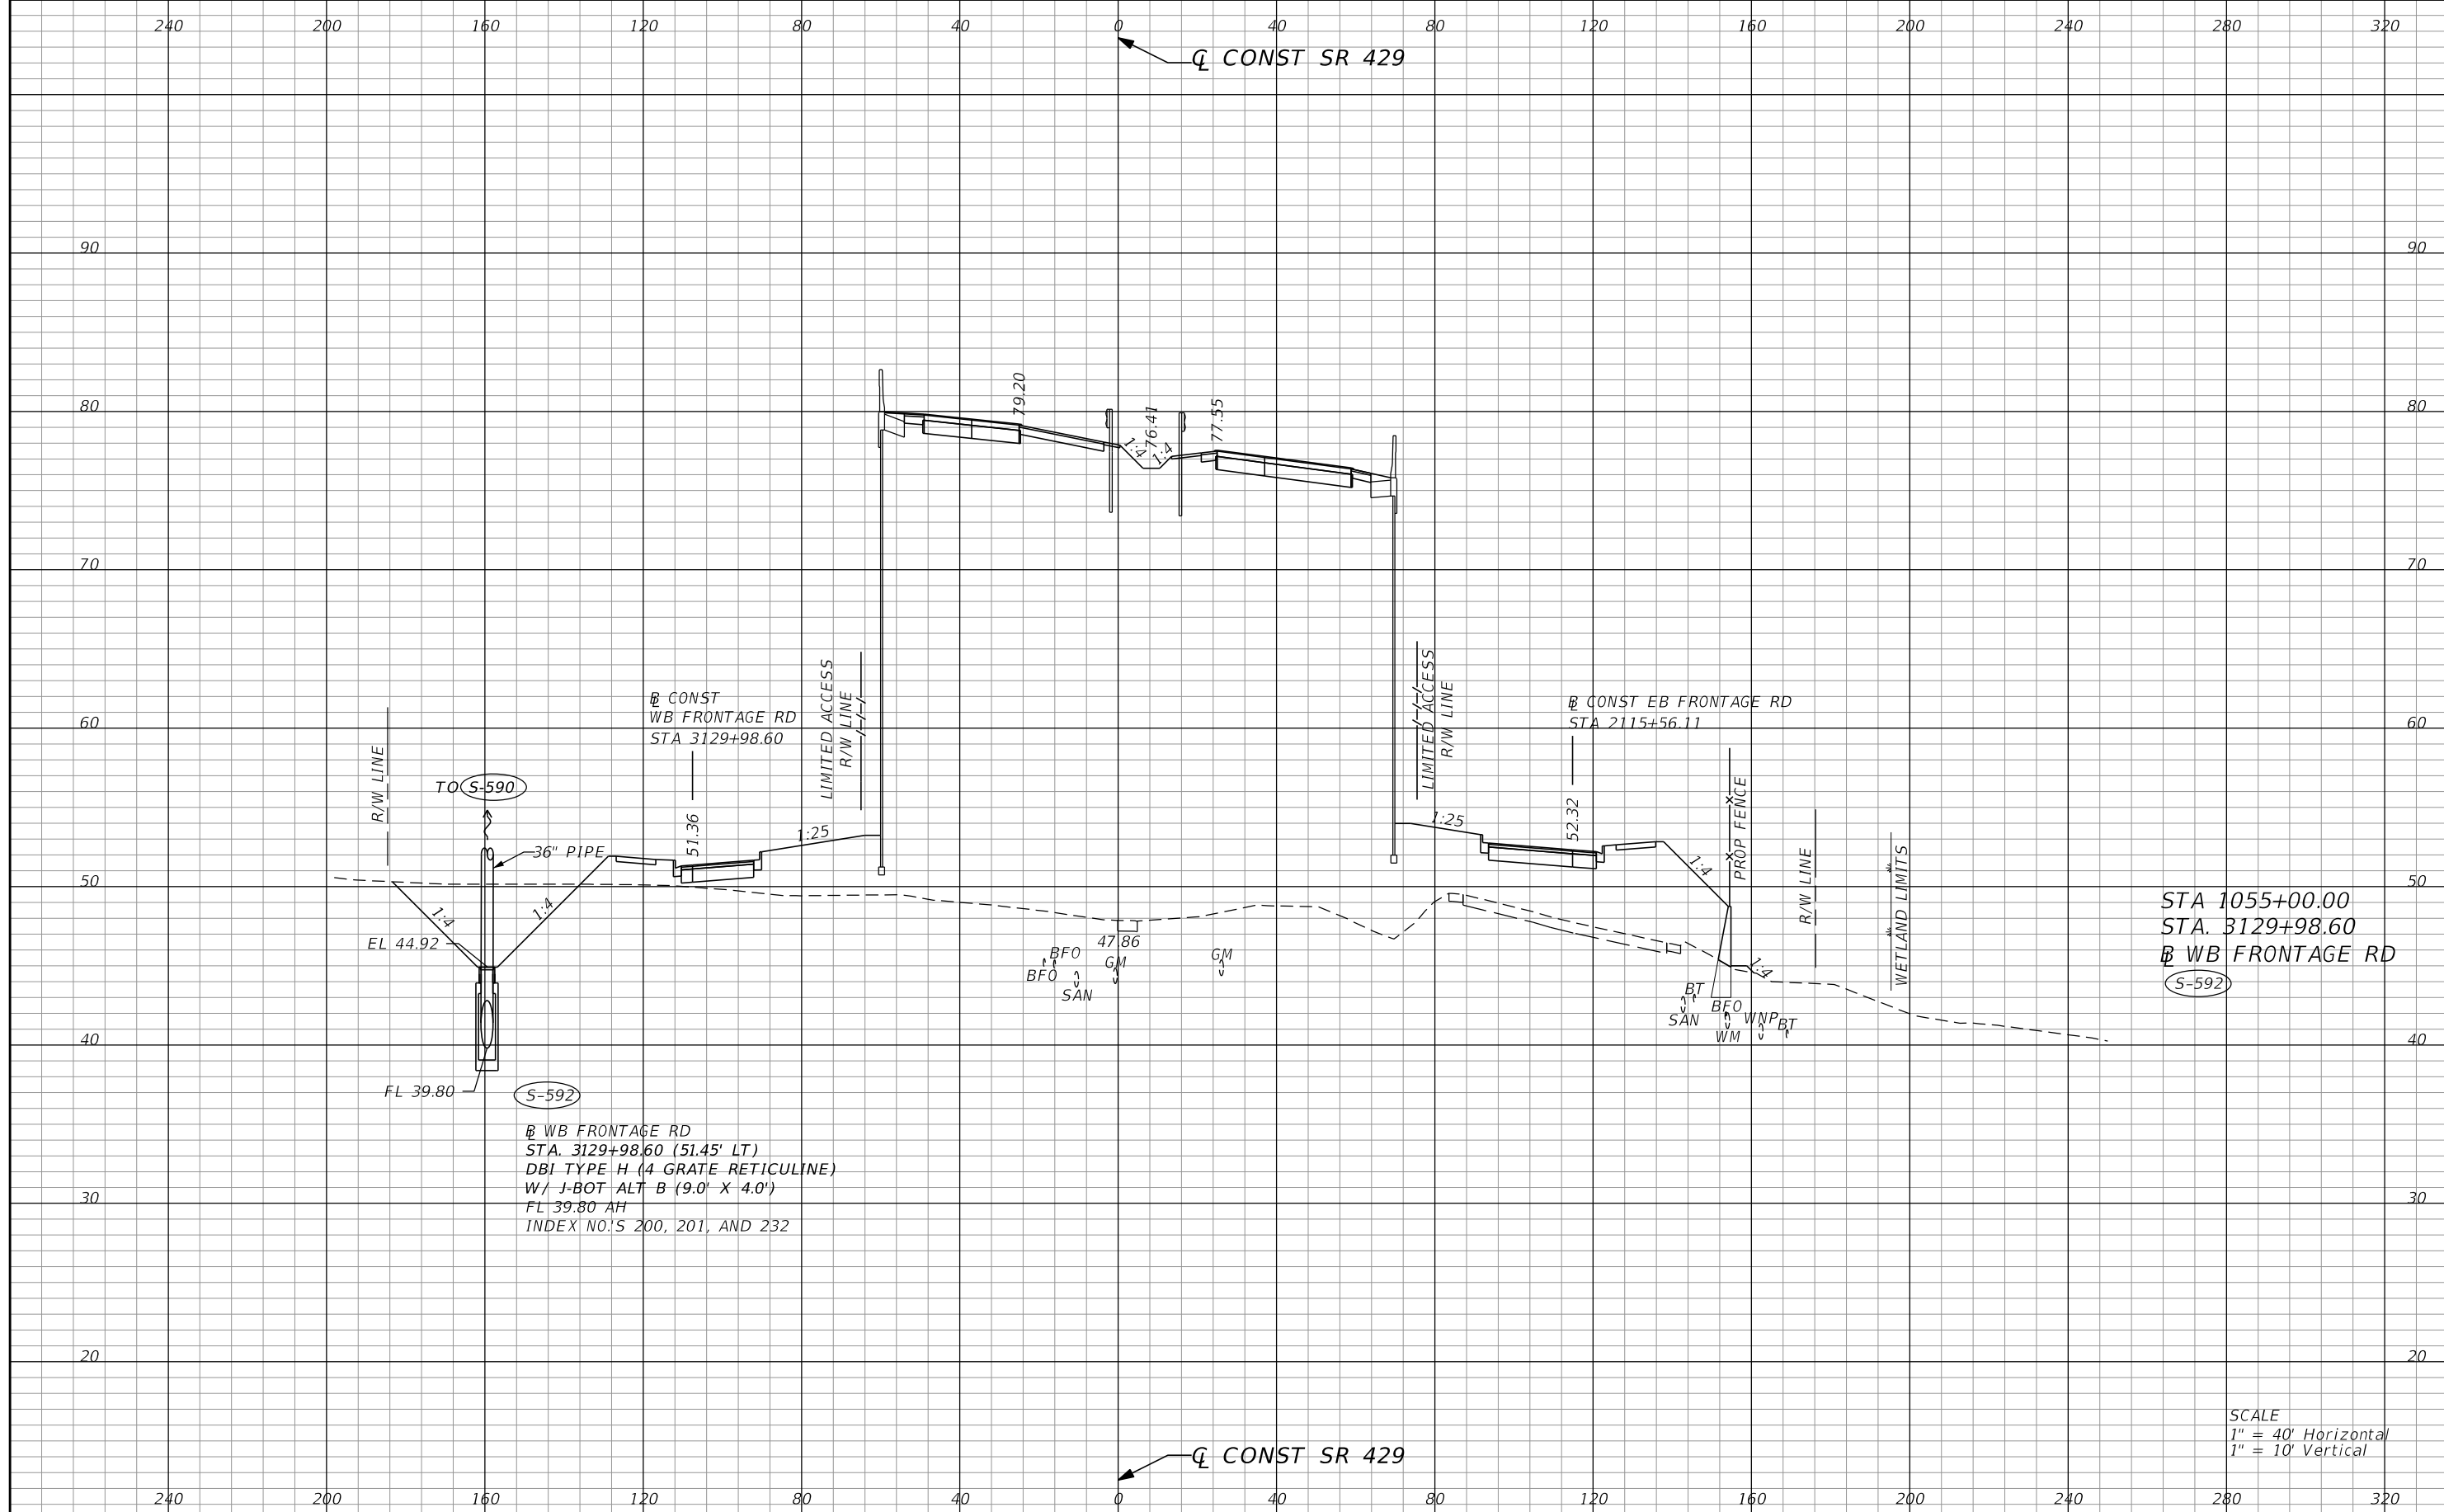 240 200 160 120 80 40 0 40 80 120 160 200 240 280 320
℄ CONST SR 429
90 90
80 80
79.20
76.41
77.55
1:4
1:4
70 70
LIMITED ACCESS
R/W LINE
LIMITED ACCESS
R/W LINE
60 60
BL CONST
WB FRONTAGE RD
STA 3129+98.60
BL CONST EB FRONTAGE RD
STA 2115+56.11
R/W LINE
TO S-590
36" PIPE
51.36
1:25
1:25
52.32
PROP FENCE
R/W LINE
WETLAND LIMITS
50 50
1:4
1:4
1:4
1:4
EL 44.92
47.86
BFO
BFO
SAN
GM
GM
BT
SAN
BFO
WM
WNP
BT
STA 1055+00.00
STA. 3129+98.60
BL WB FRONTAGE RD
S-592
40 40
FL 39.80
S-592
BL WB FRONTAGE RD
STA. 3129+98.60 (51.45' LT)
DBI TYPE H (4 GRATE RETICULINE)
W/ J-BOT ALT B (9.0' X 4.0')
FL 39.80 AH
INDEX NO.'S 200, 201, AND 232
30 30
20 20
SCALE
1" = 40' Horizontal
1" = 10' Vertical
℄ CONST SR 429
240 200 160 120 80 40 0 40 80 120 160 200 240 280 320